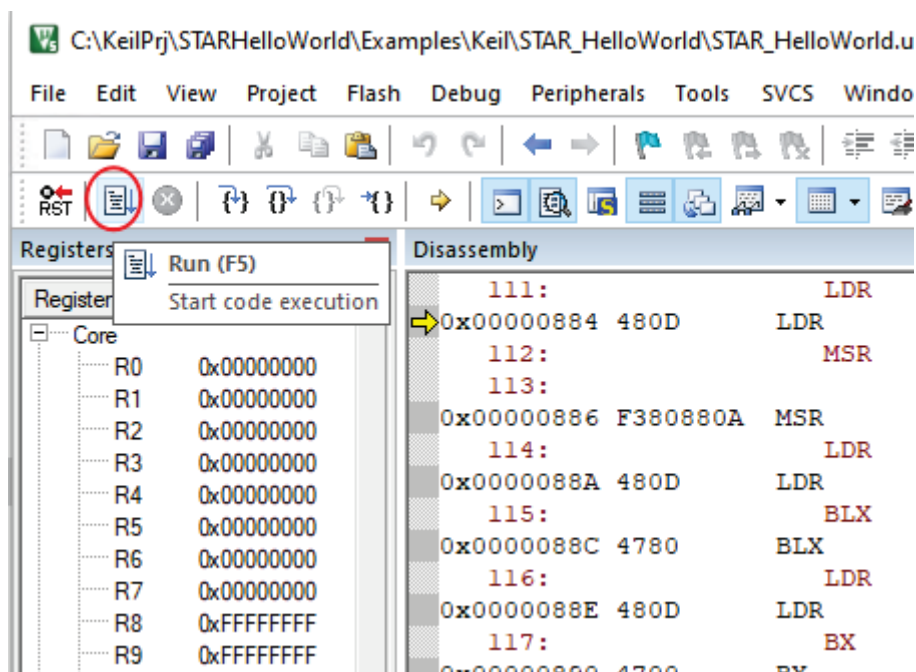 C:\KeilPrj\STARHelloWorld\Examples\Keil\STAR_HelloWorld\STAR_HelloWorld.u
File Edit View Project Flash Debug Peripherals Tools SVCS Windo
RST
Registers Disassembly
Run (F5)
Start code execution
Register
Core
R0 0x00000000
R1 0x00000000
R2 0x00000000
R3 0x00000000
R4 0x00000000
R5 0x00000000
R6 0x00000000
R7 0x00000000
R8 0xFFFFFFFF
R9 0xFFFFFFFF
111: LDR
0x00000884 480D LDR
112: MSR
113:
0x00000886 F380880A MSR
114: LDR
0x0000088A 480D LDR
115: BLX
0x0000088C 4780 BLX
116: LDR
0x0000088E 480D LDR
117: BX
0x00000890 4700 BX